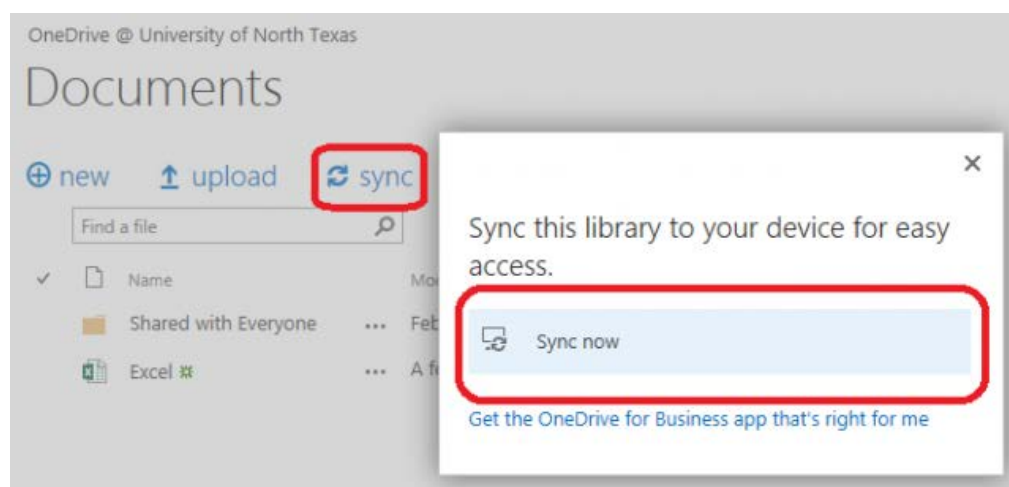 OneDrive @ University of North Texas
Documents
new upload sync
Find a file
Name
Shared with Everyone ... Feb
Excel ... A
Sync this library to your device for easy
access.
Sync now
Get the OneDrive for Business app that's right for me